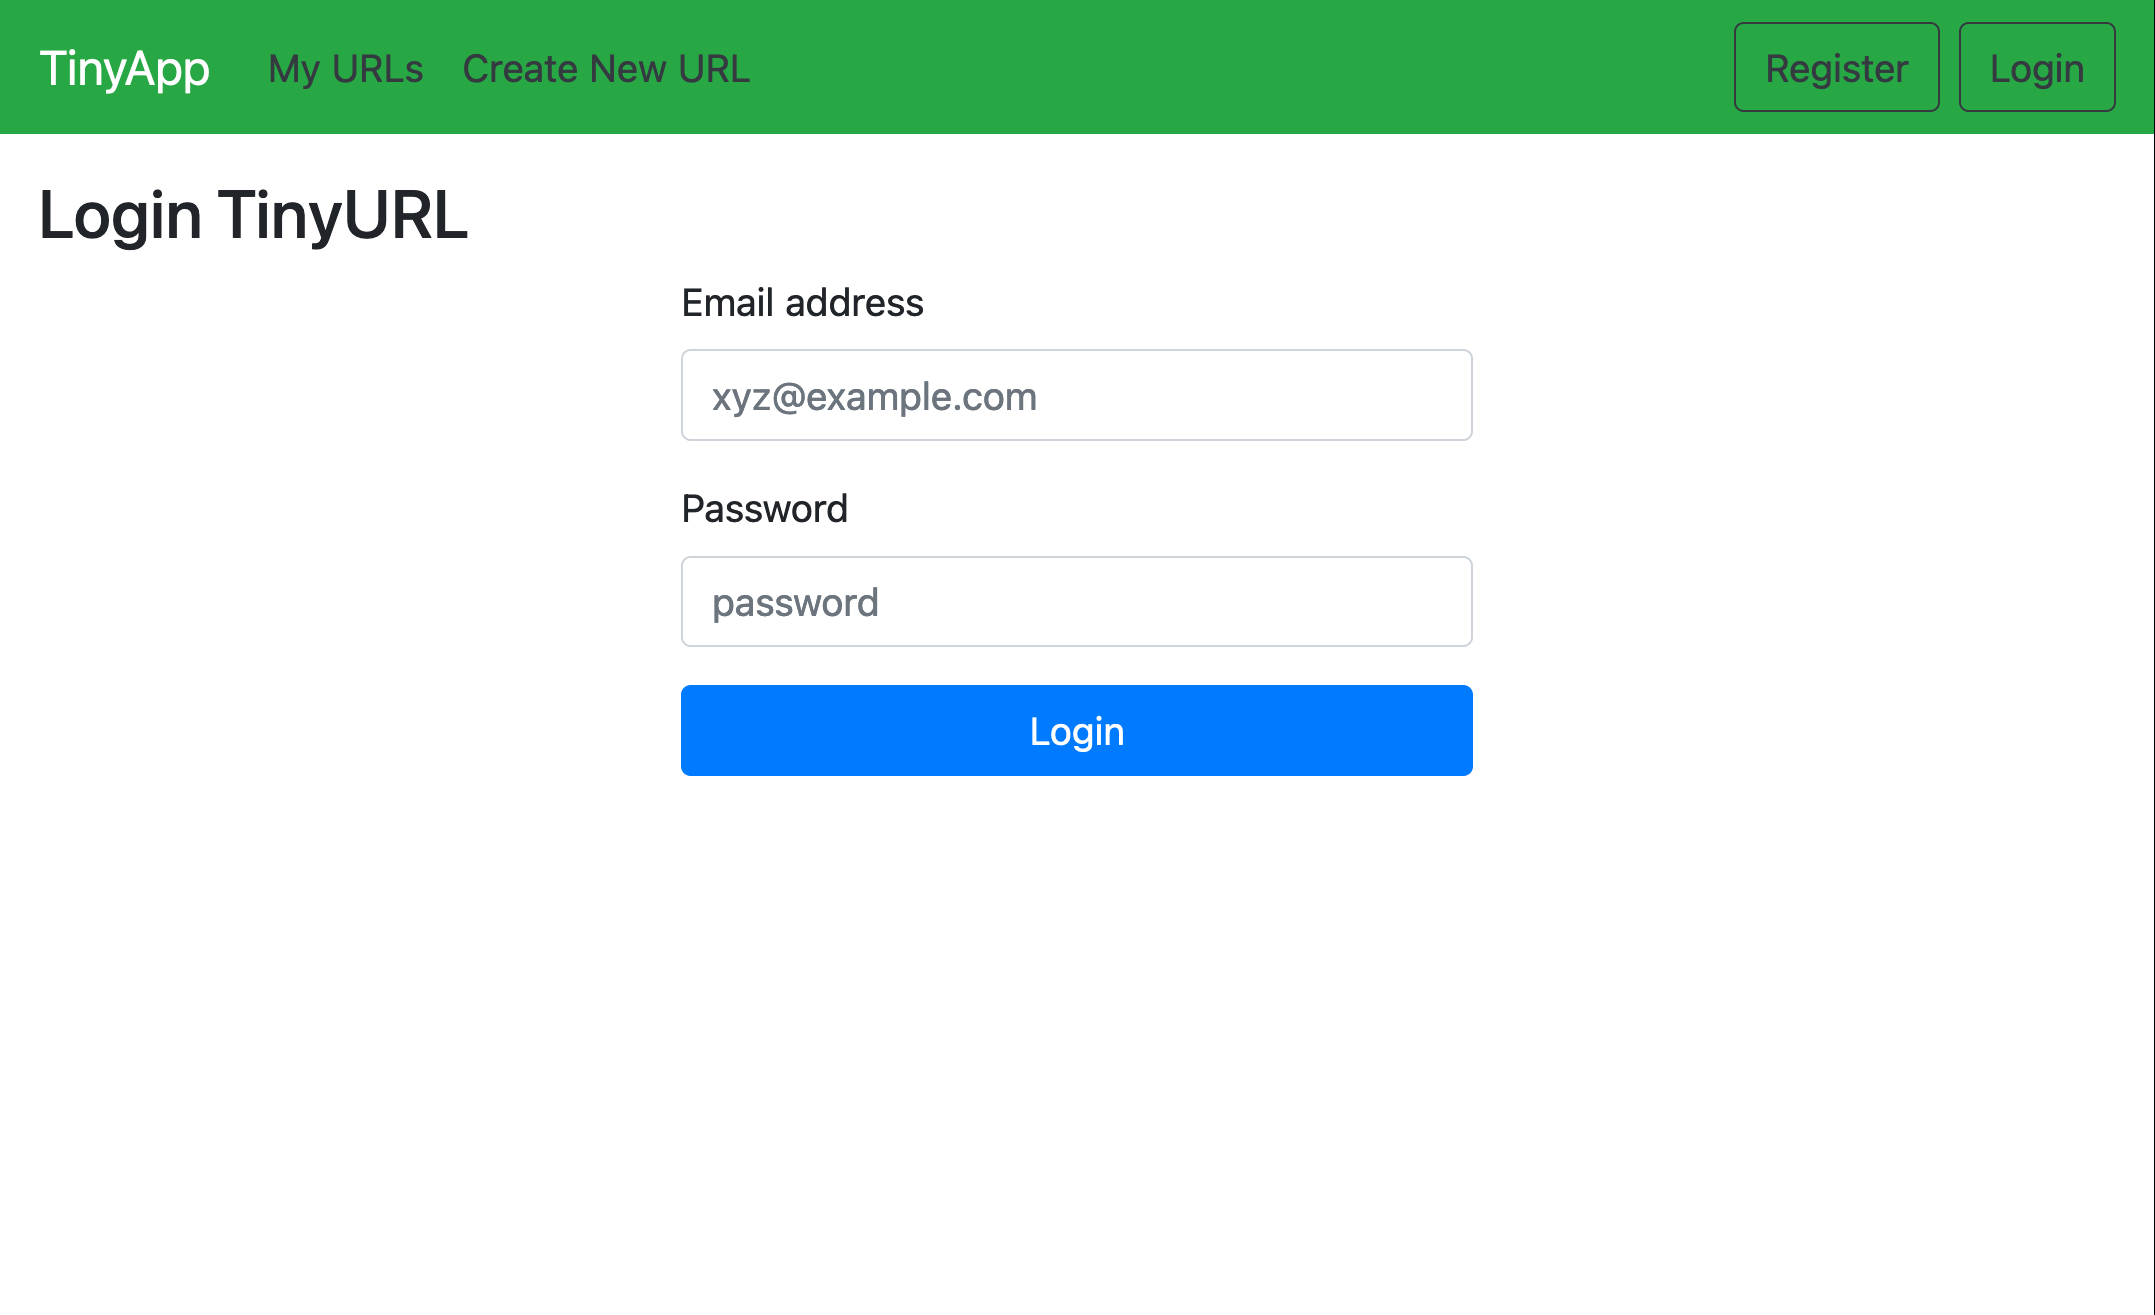 TinyApp My URLs Create New URL Register Login
Login TinyURL
Email address
xyz@example.com
Password
password
Login